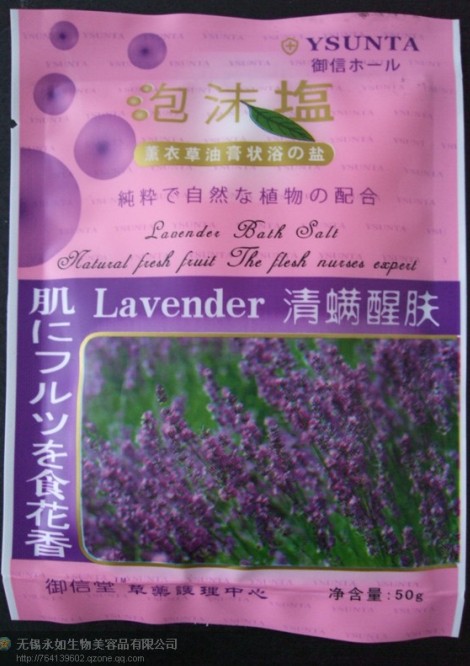 YSUNTA
御信ホール
泡沫塩
薰衣草油膏状浴の盐
純粋で自然な植物の配合
Lavender Bath Salt
Natural fresh fruit The flesh nurses expert
Lavender 清螨醒肤
肌にフルツを食花香
御信堂™ 草薬護理中心
净含量:50g
无锡永如生物美容品有限公司
http://764139602.qzone.qq.com